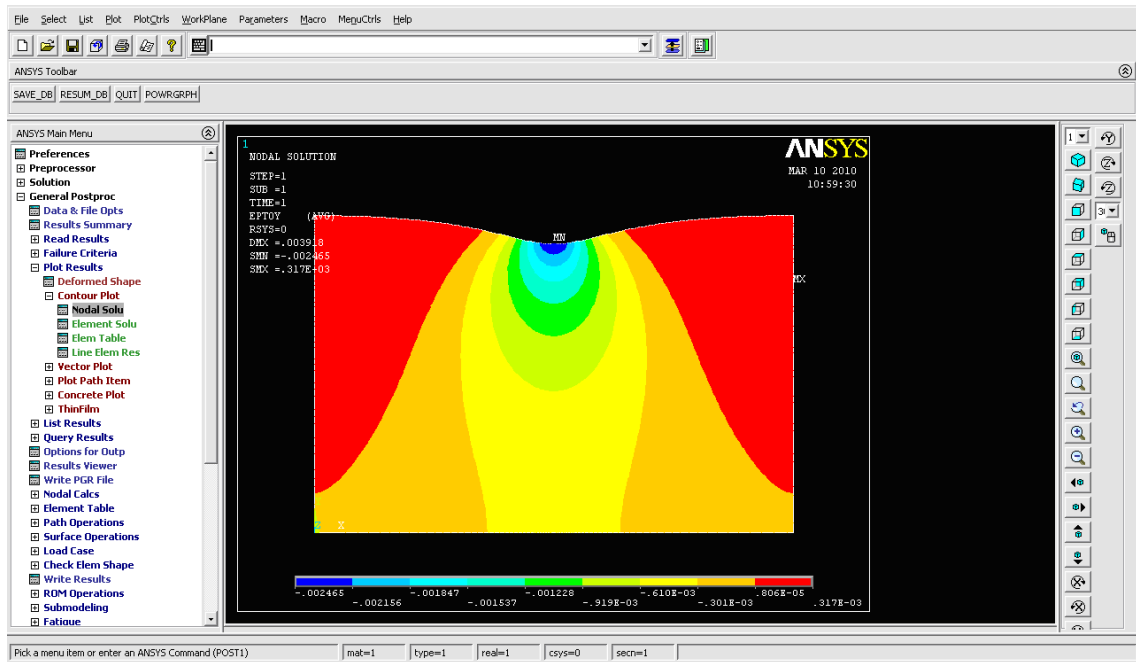 File Select List Plot PlotCtrls WorkPlane Parameters Macro MenuCtrls Help
ANSYS Toolbar
SAVE_DB RESUM_DB QUIT POWRGRPH
ANSYS Main Menu
Preferences
Preprocessor
Solution
General Postproc
Data & File Opts
Results Summary
Read Results
Failure Criteria
Plot Results
Deformed Shape
Contour Plot
Nodal Solu
Element Solu
Elem Table
Line Elem Res
Vector Plot
Plot Path Item
Concrete Plot
ThinFilm
List Results
Query Results
Options for Outp
Results Viewer
Write PGR File
Nodal Calcs
Element Table
Path Operations
Surface Operations
Load Case
Check Elem Shape
Write Results
ROM Operations
Submodeling
Fatigue
1
NODAL SOLUTION
STEP=1
SUB =1
TIME=1
EPTOY (AVG)
RSYS=0
DMX =.003918
SMN =-.002465
SMX =.317E-03
ANSYS
MAR 10 2010
10:59:30
MN
MX
Z X
-.002465 -.001847 -.001228 -.610E-03 .806E-05
-.002156 -.001537 -.919E-03 -.301E-03 .317E-03
1
Pick a menu item or enter an ANSYS Command (POST1) mat=1 type=1 real=1 csys=0 secn=1